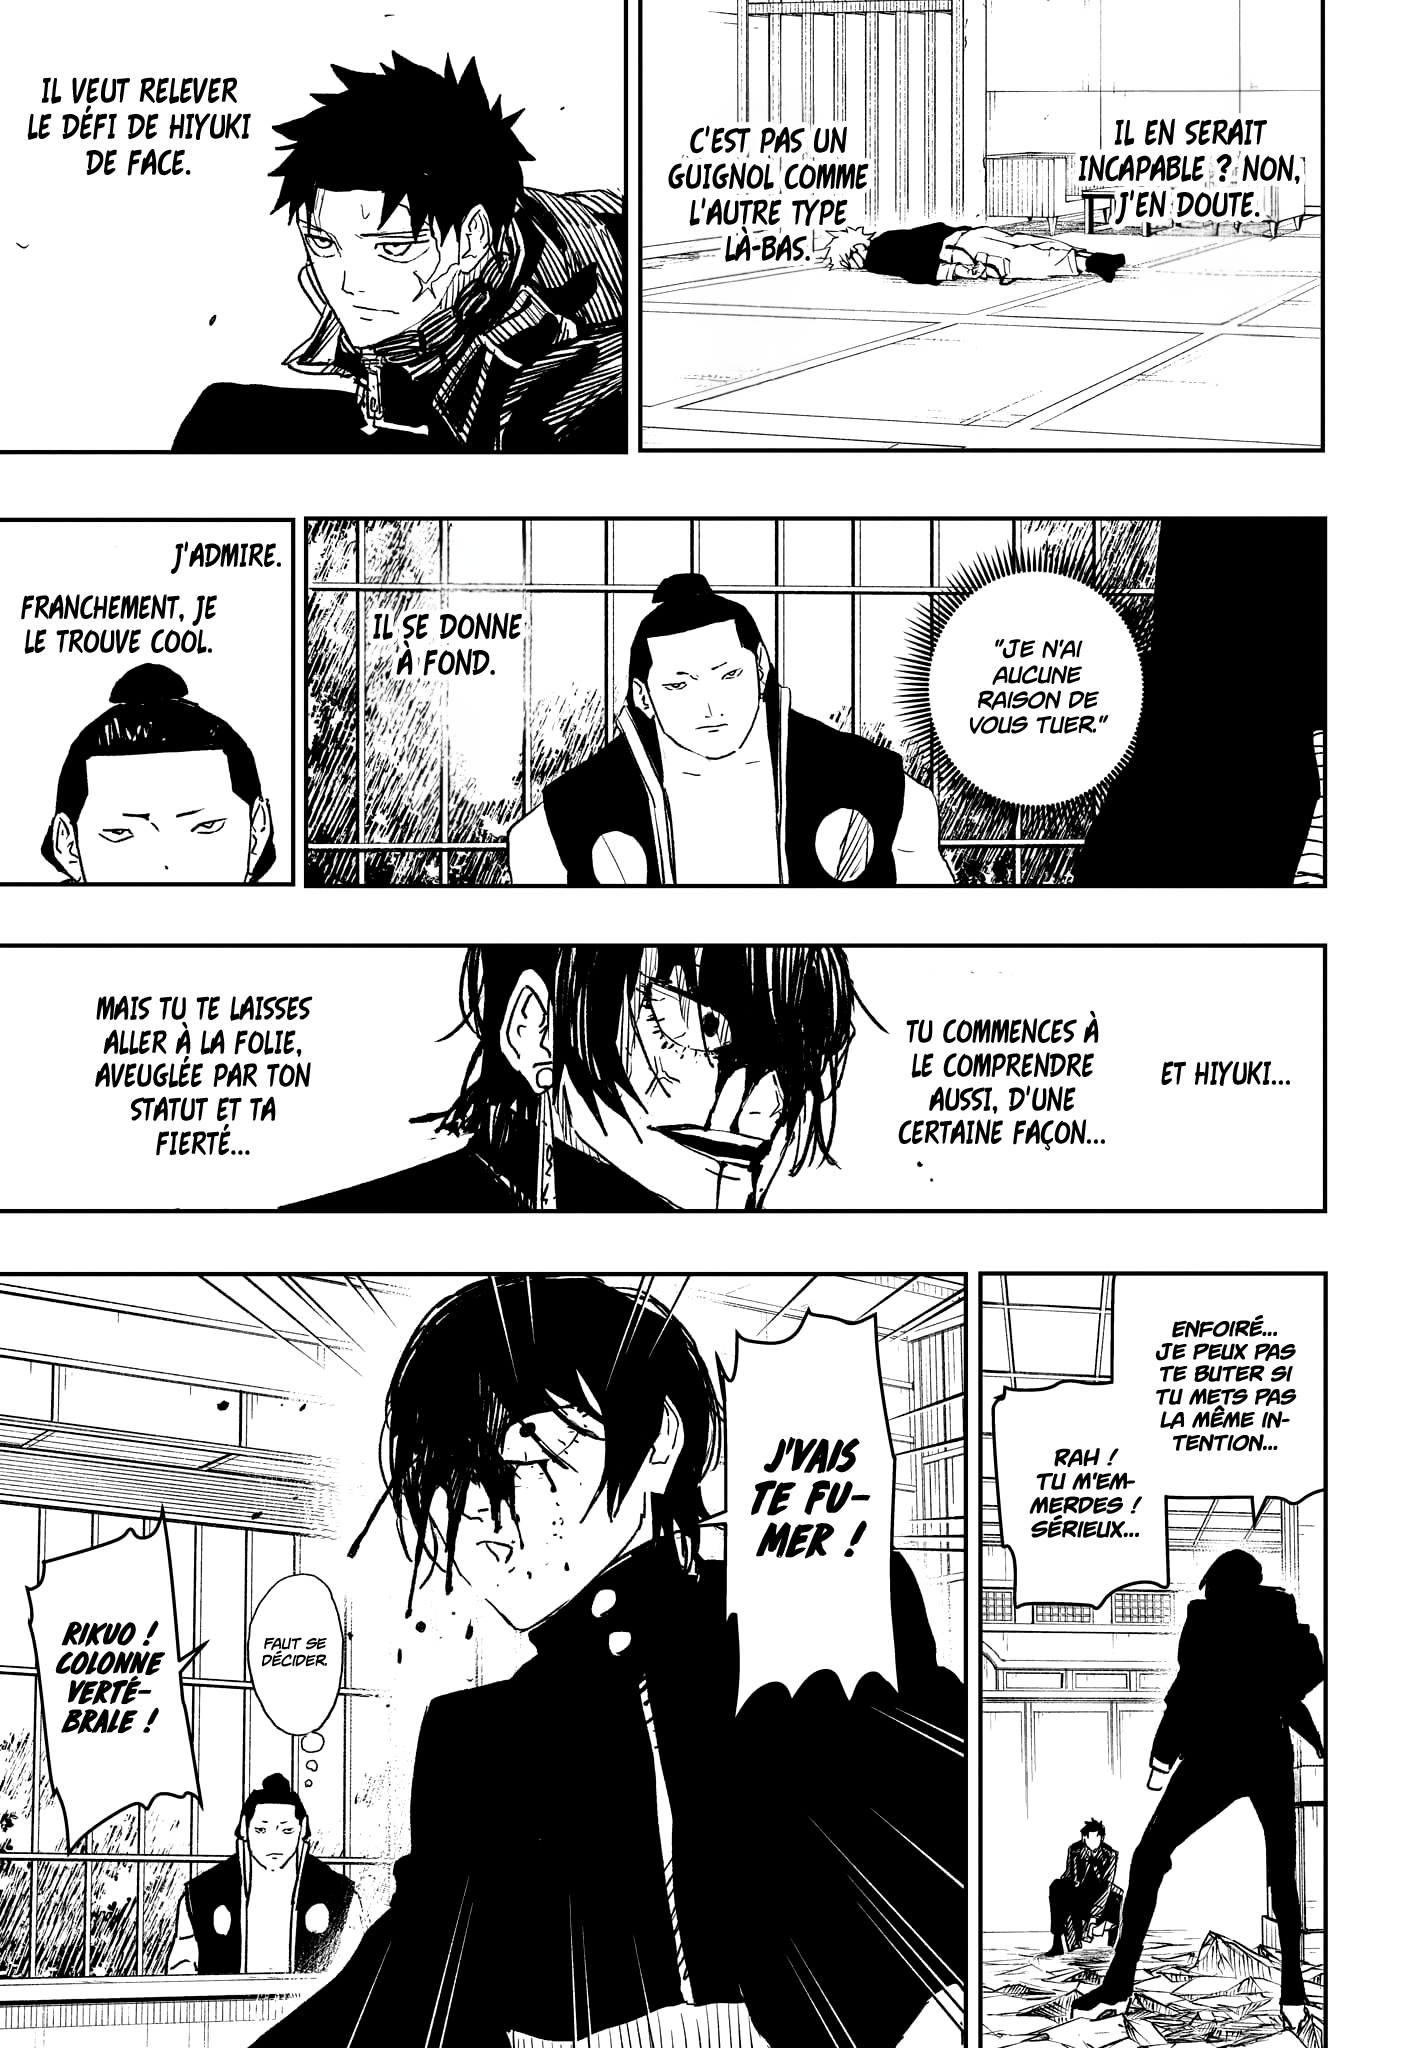 IL EN SERAIT
INCAPABLE ? NON,
J'EN DOUTE.
C'EST PAS UN
GUIGNOL COMME
L'AUTRE TYPE
LÀ-BAS.
IL VEUT RELEVER
LE DÉFI DE HIYUKI
DE FACE.
"JE N'AI
AUCUNE
RAISON DE
VOUS TUER."
IL SE DONNE
À FOND.
J'ADMIRE.
FRANCHEMENT, JE
LE TROUVE COOL.
ET HIYUKI...
TU COMMENCES À
LE COMPRENDRE
AUSSI, D'UNE
CERTAINE FAÇON...
MAIS TU TE LAISSES
ALLER À LA FOLIE,
AVEUGLÉE PAR TON
STATUT ET TA
FIERTÉ...
ENFOIRÉ...
JE PEUX PAS
TE BUTER SI
TU METS PAS
LA MÊME IN-
TENTION...
RAH !
TU M'EM-
MERDES !
SÉRIEUX...
J'VAIS
TE FU-
MER !
FAUT SE
DÉCIDER.
RIKUO !
COLONNE
VERTÉ-
BRALE !